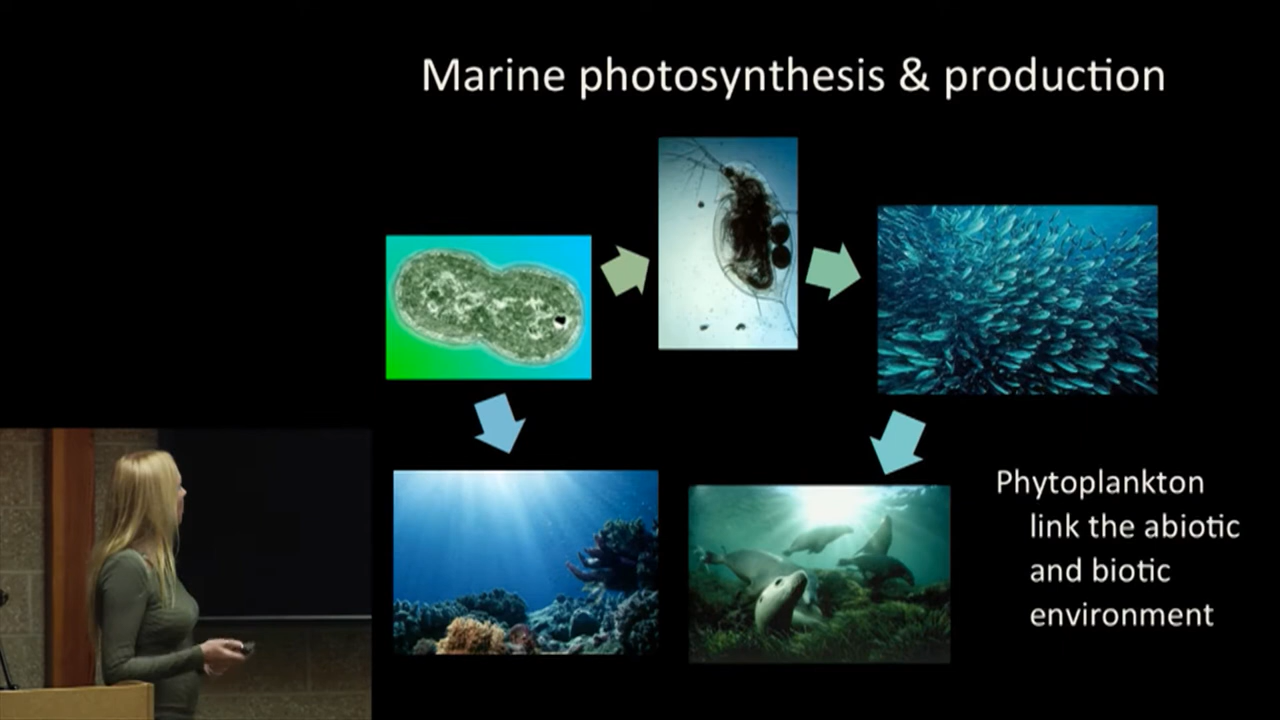 Marine photosynthesis & production
Phytoplankton
link the abiotic
and biotic
environment